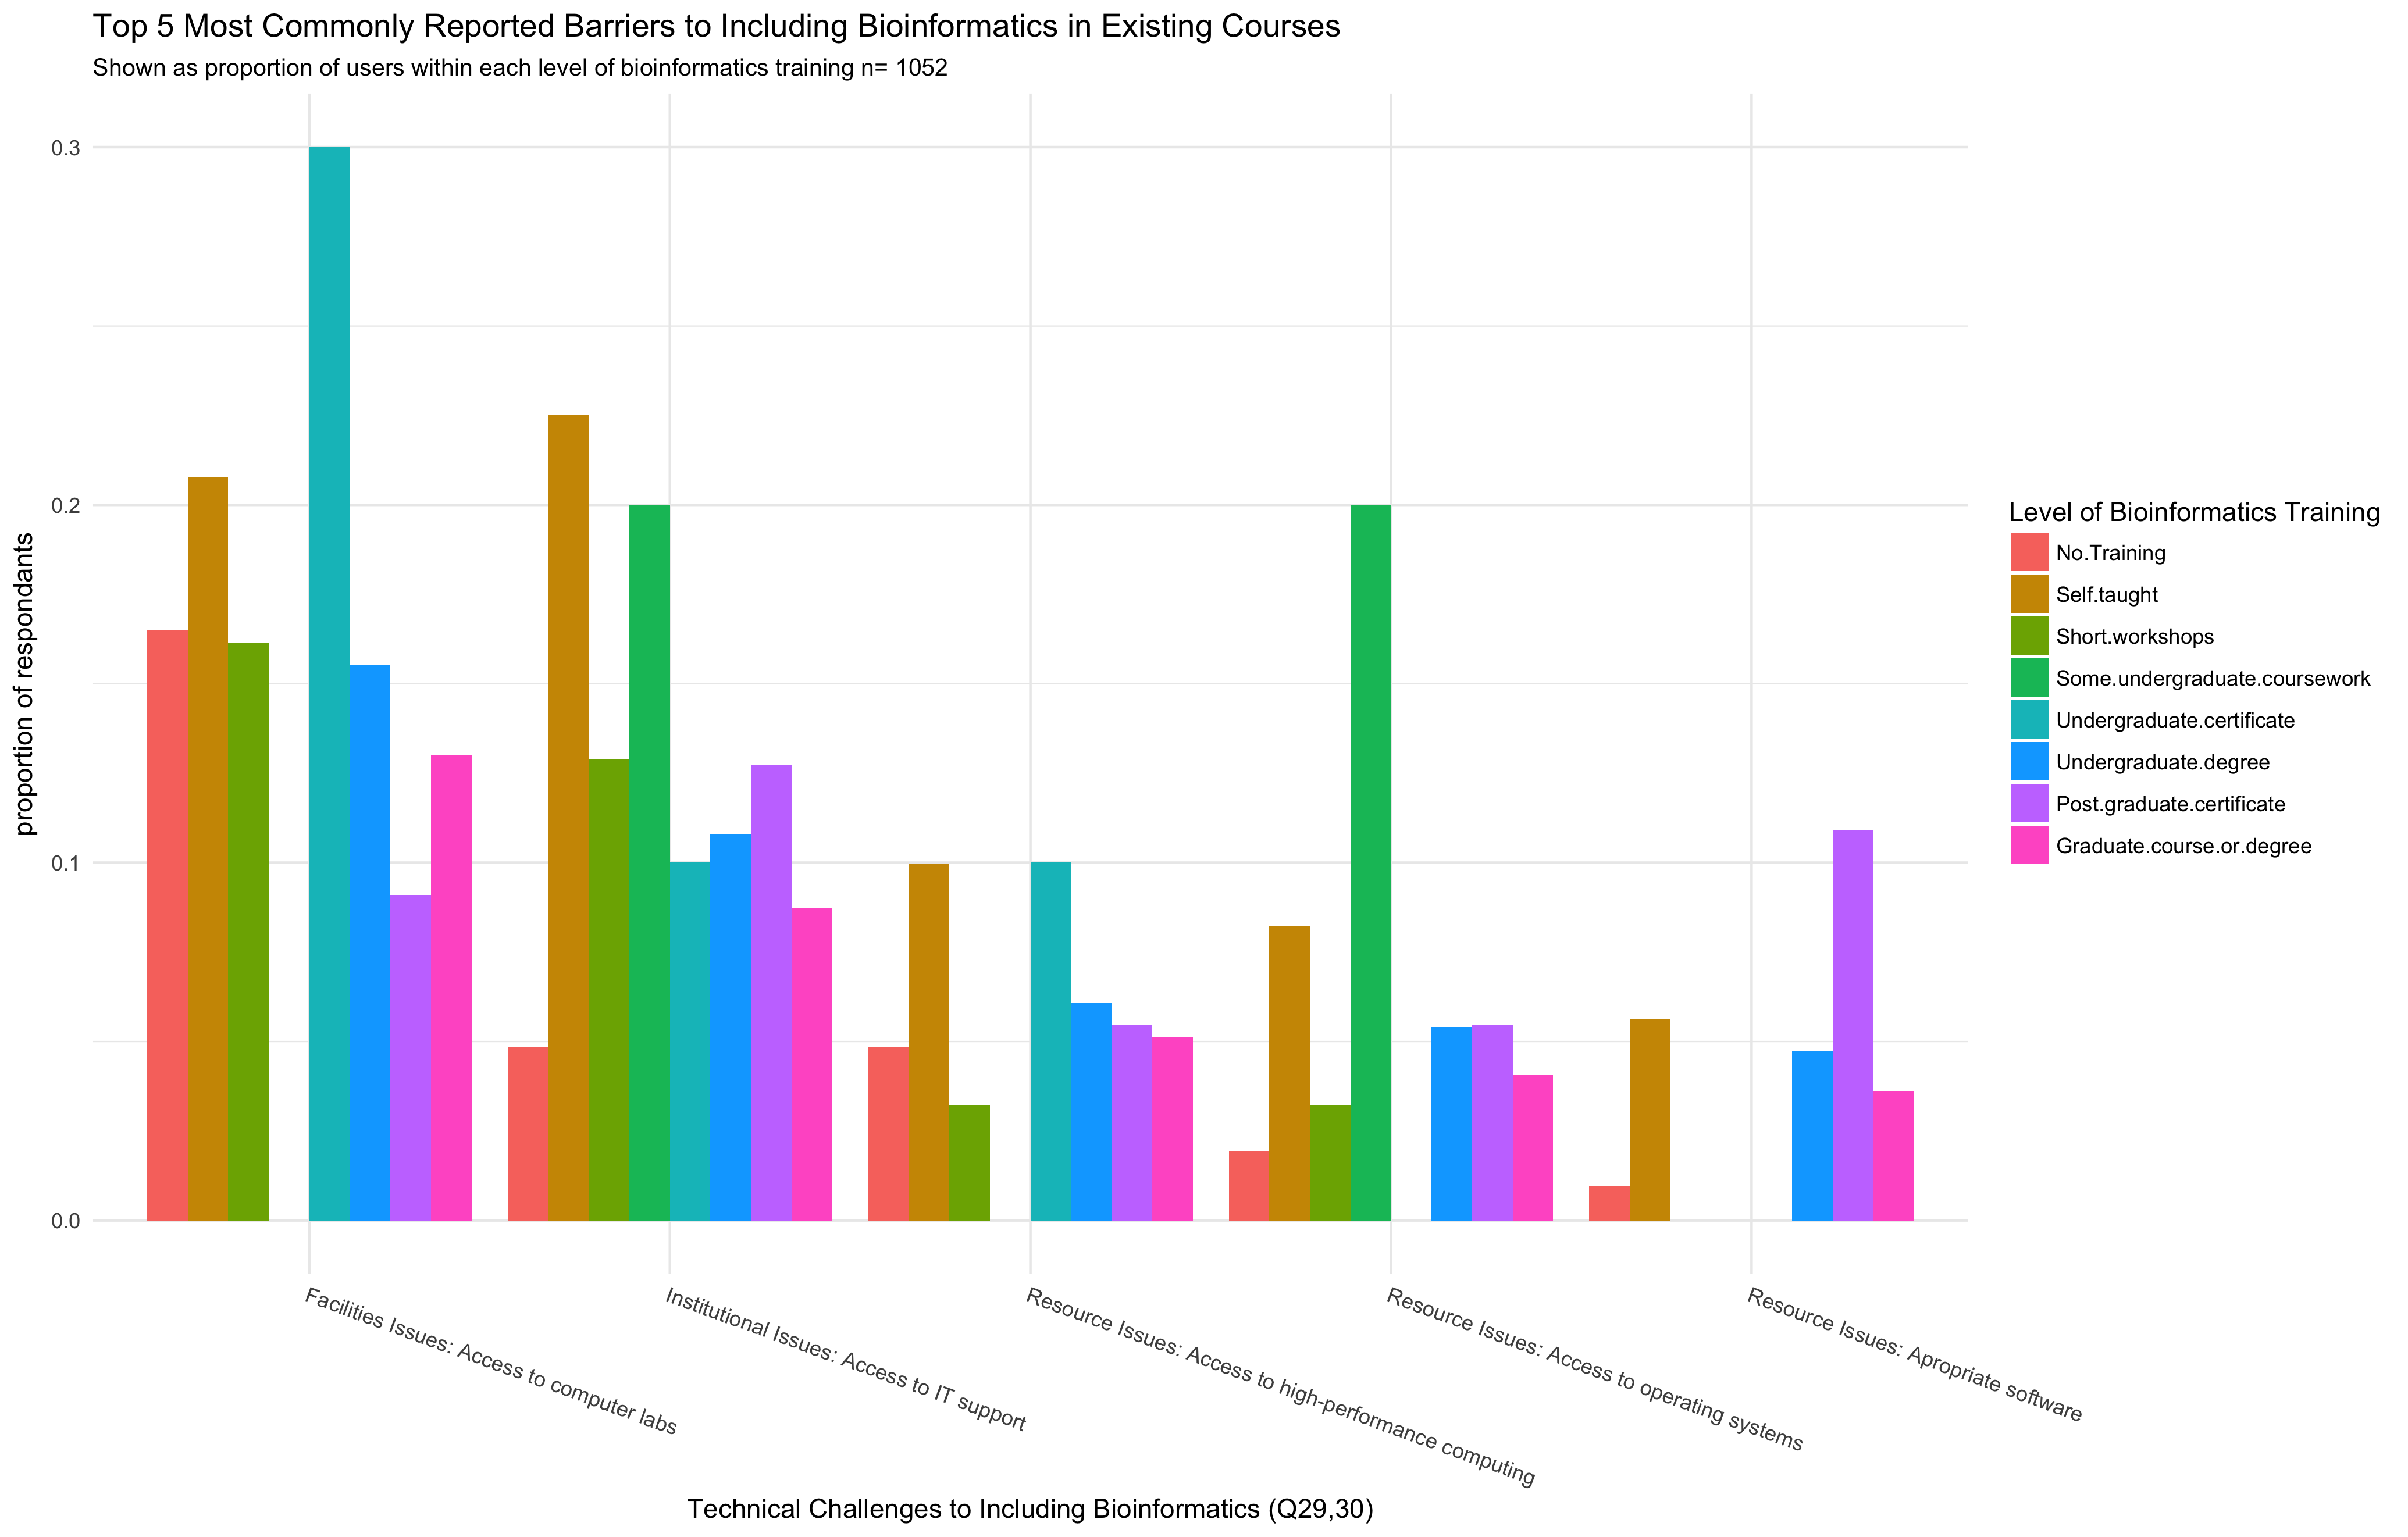 Top 5 Most Commonly Reported Barriers to Including Bioinformatics in Existing Courses
Shown as proportion of users within each level of bioinformatics training n= 1052
proportion of respondants
0.3
0.2
0.1
0.0
Facilities Issues: Access to computer labs
Institutional Issues: Access to IT support
Resource Issues: Access to high-performance computing
Resource Issues: Access to operating systems
Resource Issues: Apropriate software
Technical Challenges to Including Bioinformatics (Q29,30)
Level of Bioinformatics Training
No.Training
Self.taught
Short.workshops
Some.undergraduate.coursework
Undergraduate.certificate
Undergraduate.degree
Post.graduate.certificate
Graduate.course.or.degree